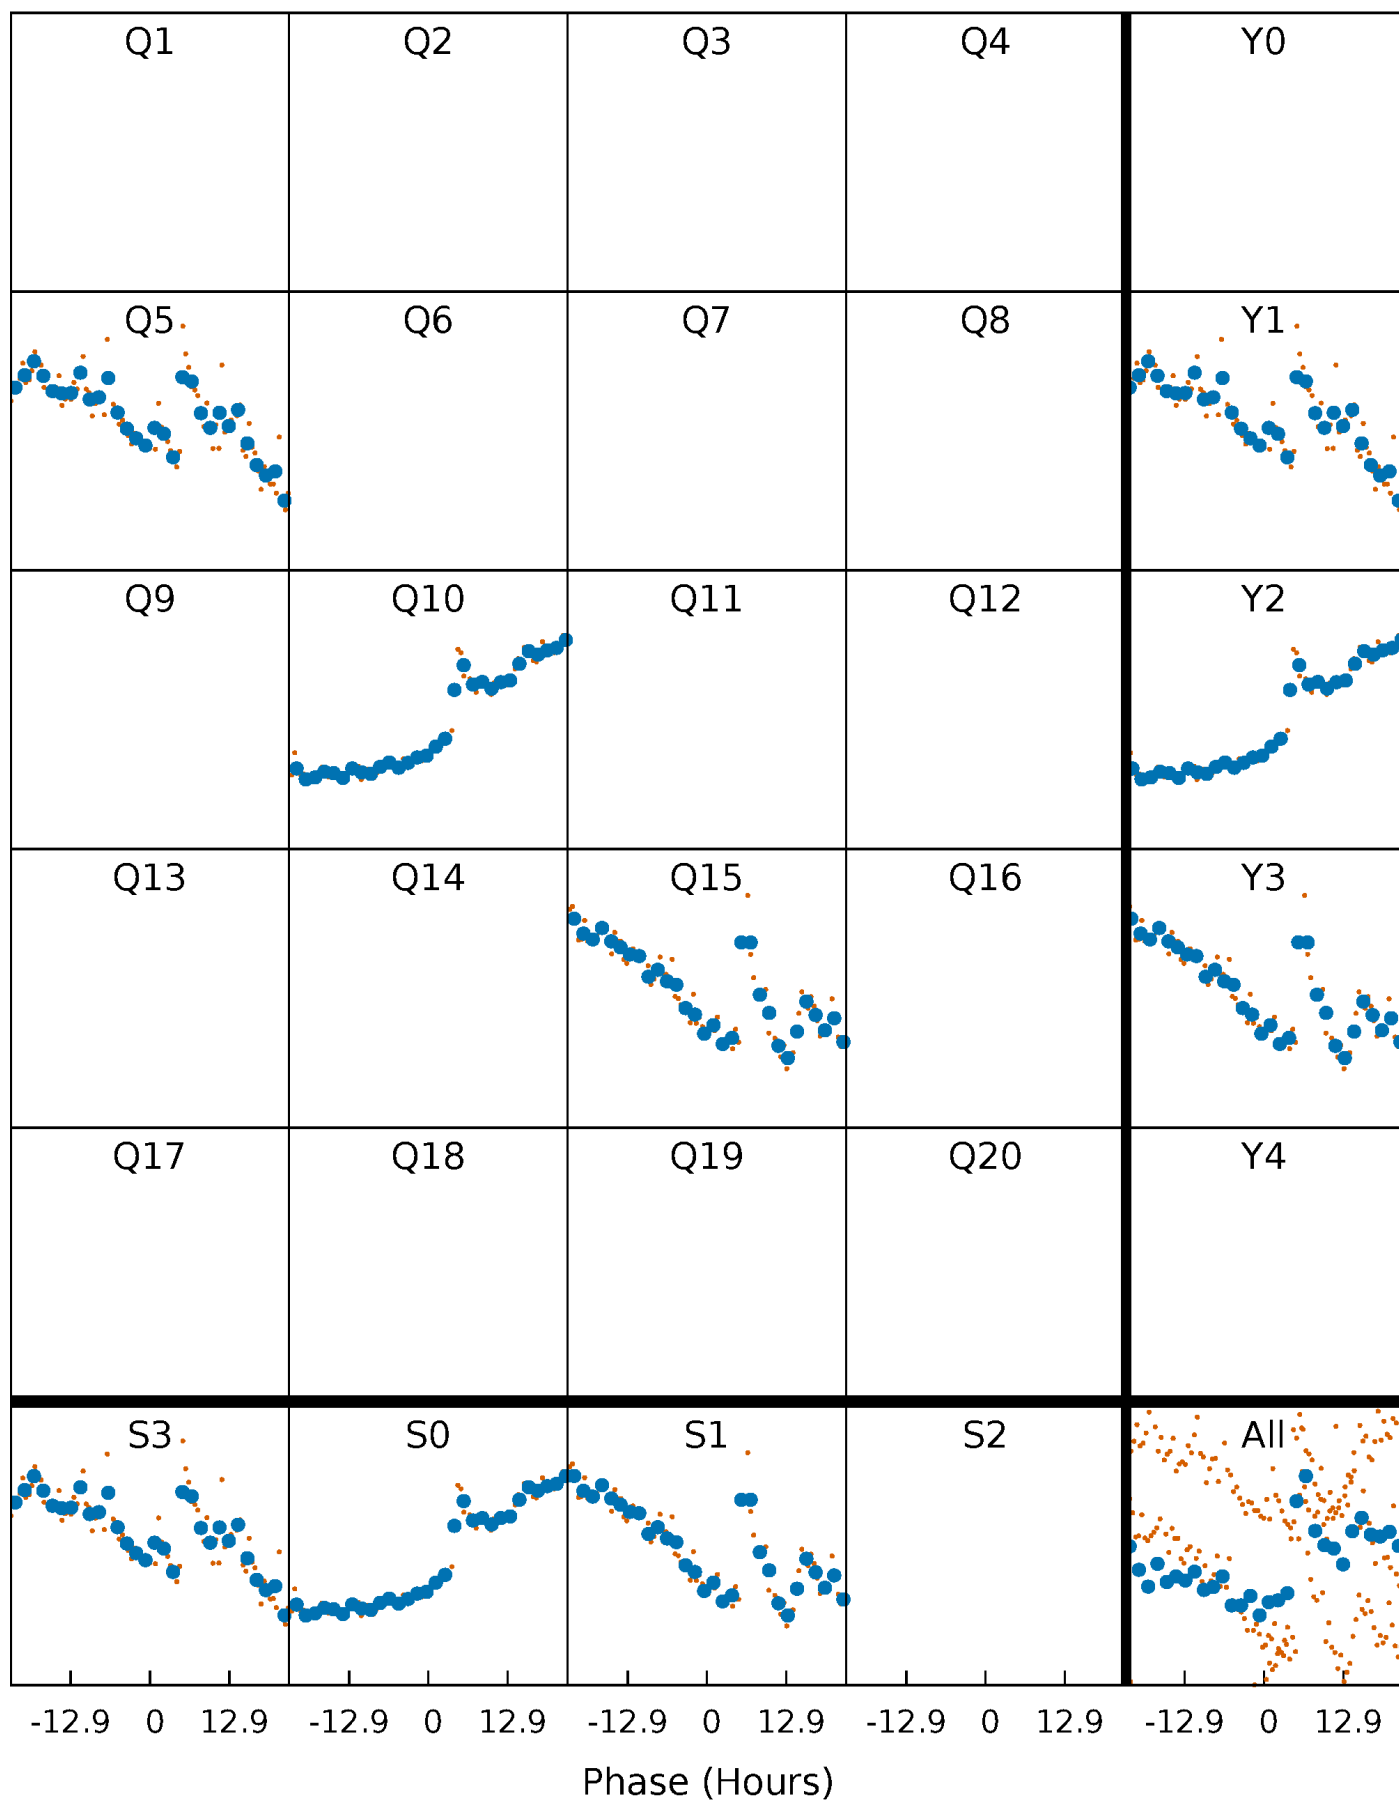 Q1 Q2 Q3 Q4 Y0
Q5 Q6 Q7 Q8 Y1
Q9 Q10 Q11 Q12 Y2
Q13 Q14 Q15 Q16 Y3
Q17 Q18 Q19 Q20 Y4
S3 S0 S1 S2 All
-12.9 0 12.9 -12.9 0 12.9 -12.9 0 12.9 -12.9 0 12.9 -12.9 0 12.9
Phase (Hours)